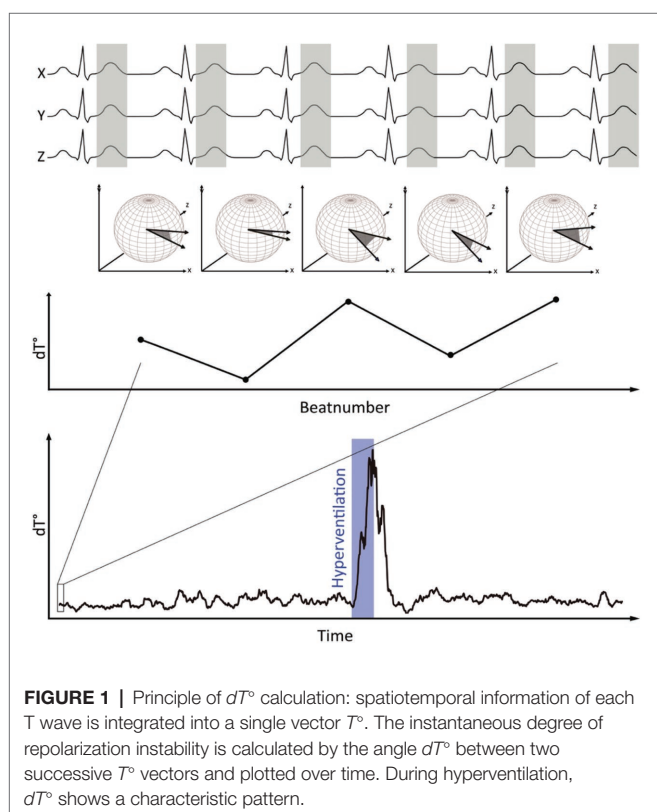 X
Y
Z
z
z
z
z
z
x
x
x
x
x
dT°
Beatnumber
dT°
Hyperventilation
Time
FIGURE 1 | Principle of dT° calculation: spatiotemporal information of each
T wave is integrated into a single vector T°. The instantaneous degree of
repolarization instability is calculated by the angle dT° between two
successive T° vectors and plotted over time. During hyperventilation,
dT° shows a characteristic pattern.